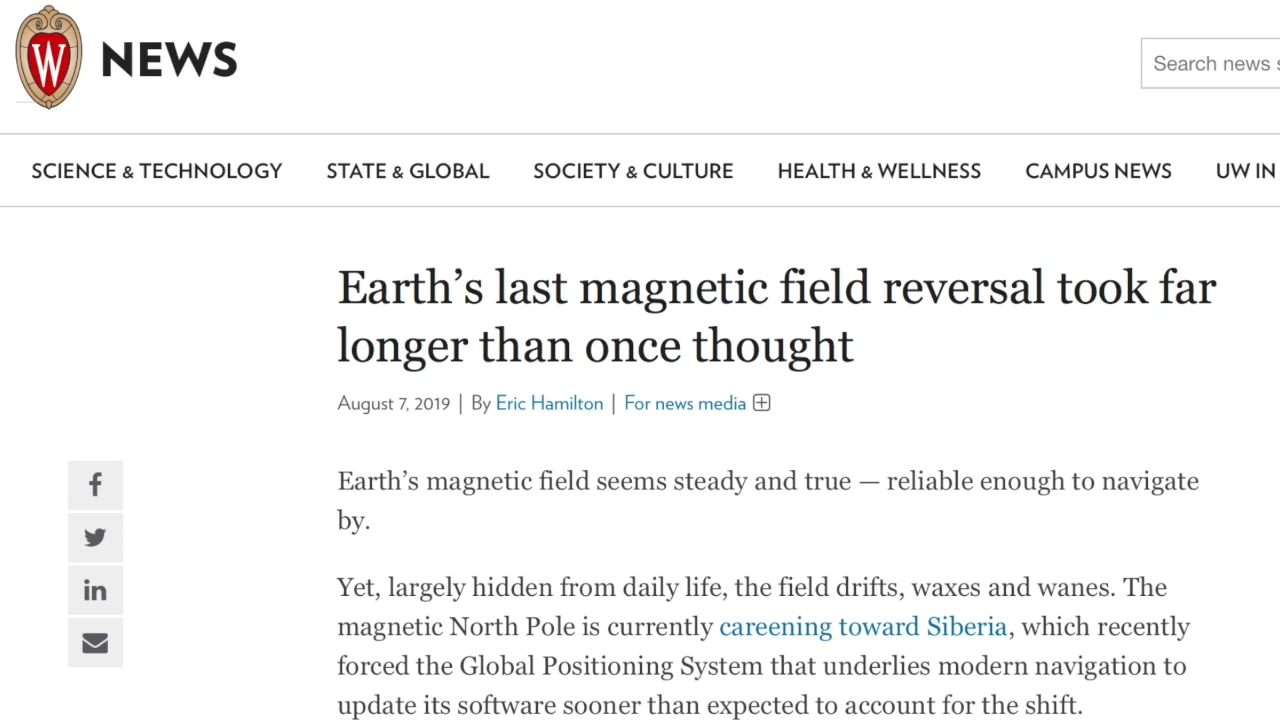 W NEWS
Search news s
SCIENCE & TECHNOLOGY STATE & GLOBAL SOCIETY & CULTURE HEALTH & WELLNESS CAMPUS NEWS UW IN
Earth’s last magnetic field reversal took far
longer than once thought
August 7, 2019 | By Eric Hamilton | For news media
Earth’s magnetic field seems steady and true — reliable enough to navigate
by.
Yet, largely hidden from daily life, the field drifts, waxes and wanes. The
magnetic North Pole is currently careening toward Siberia, which recently
forced the Global Positioning System that underlies modern navigation to
update its software sooner than expected to account for the shift.